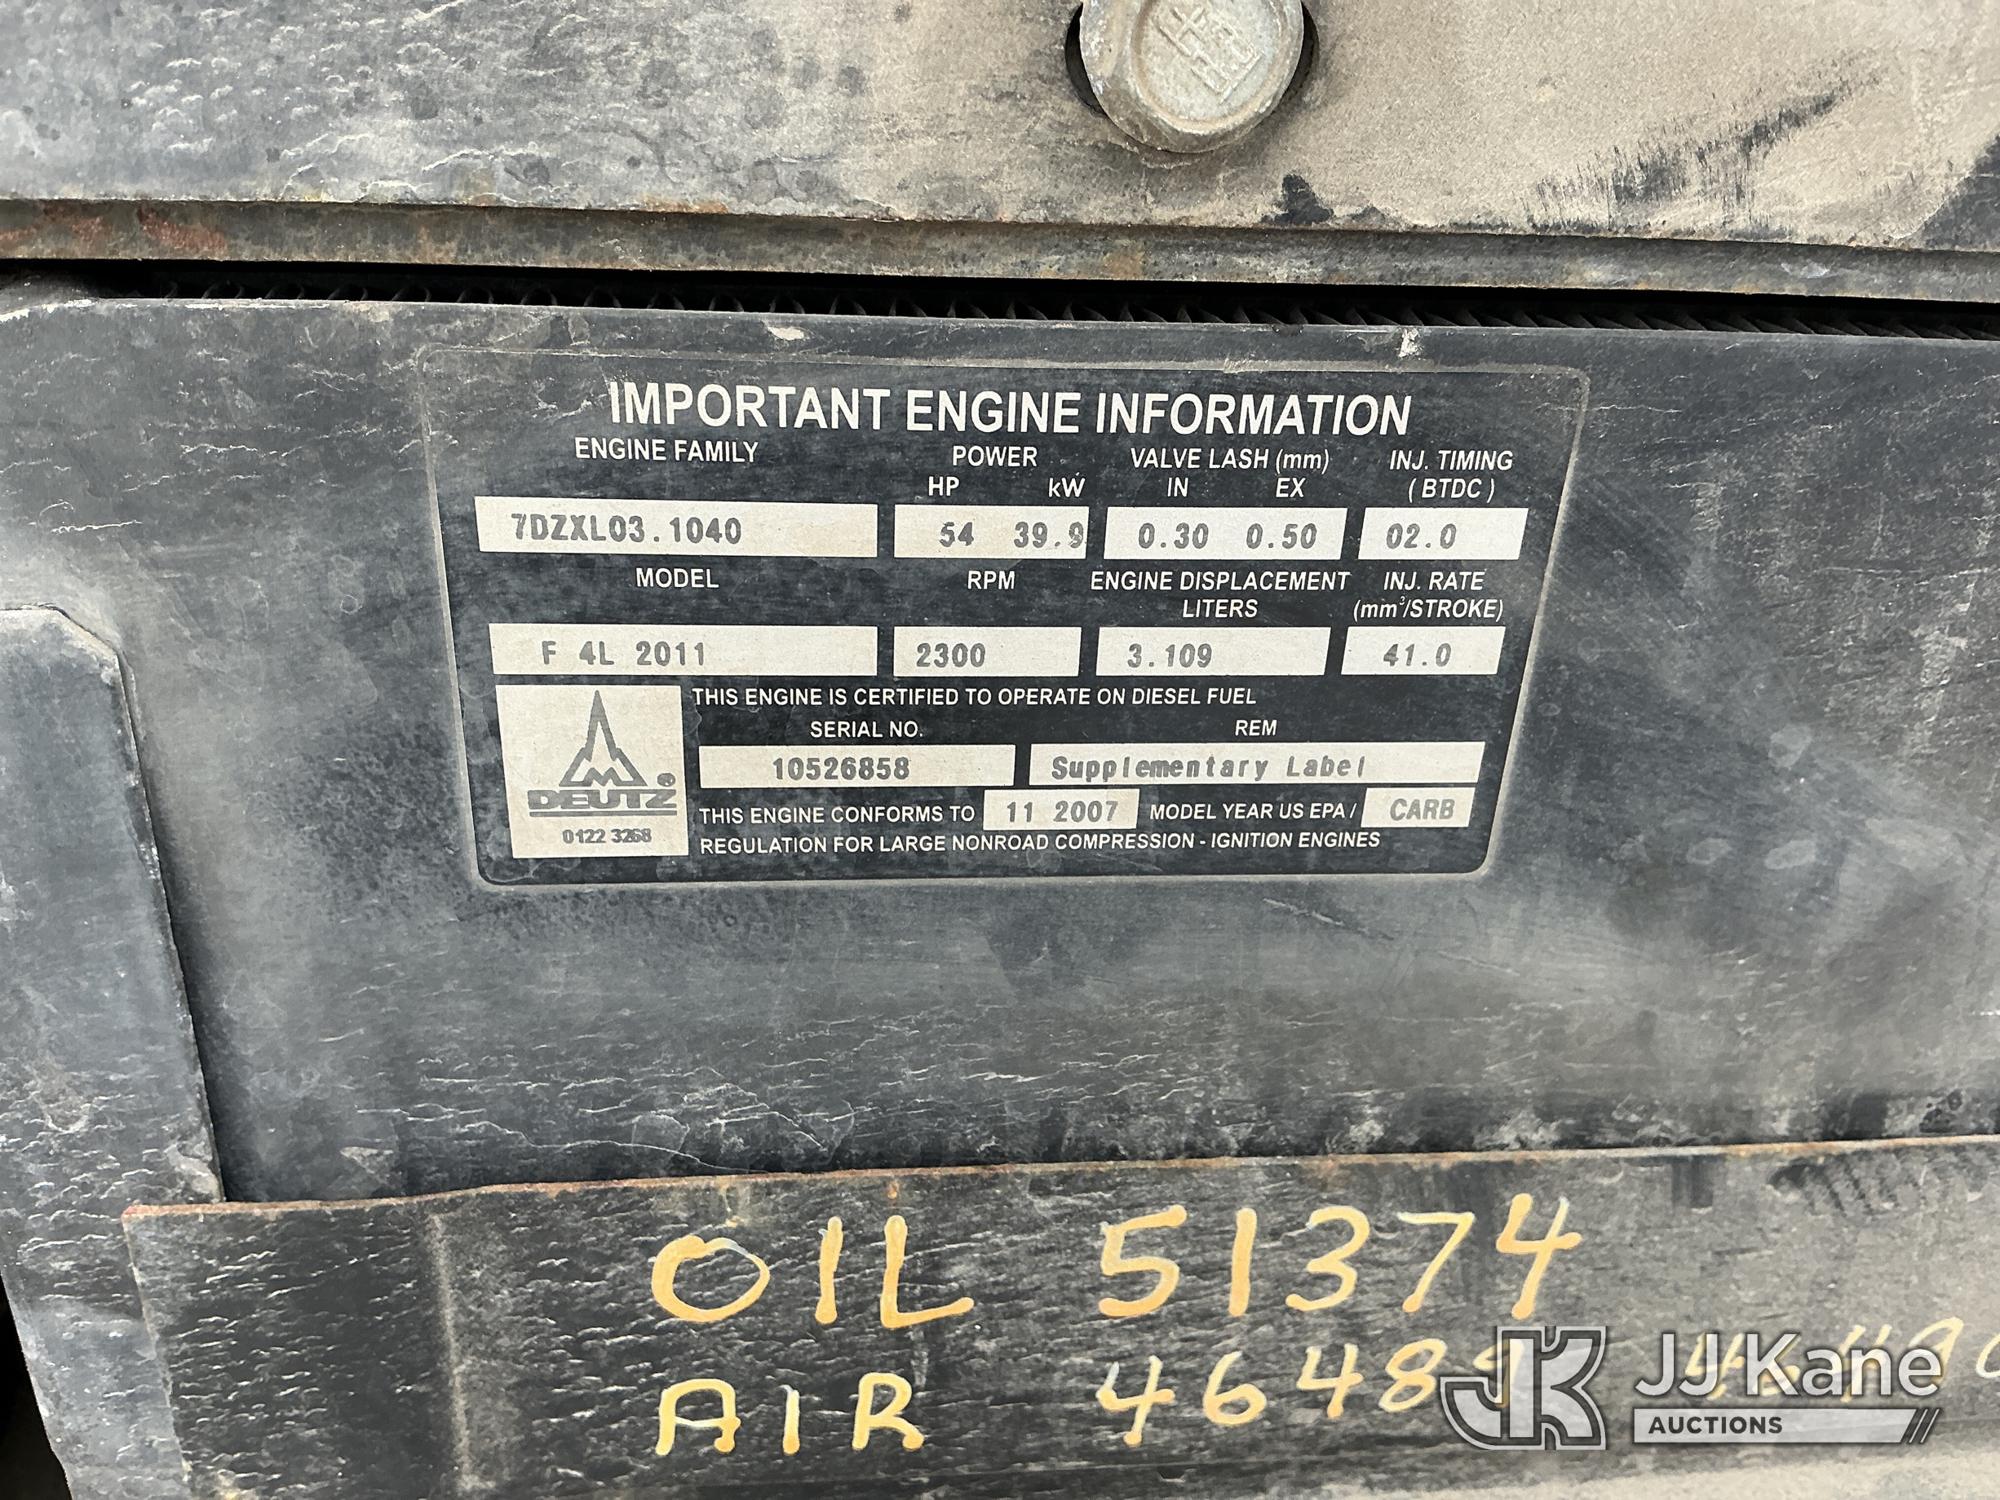 IMPORTANT ENGINE INFORMATION
ENGINE FAMILY POWER VALVE LASH (mm) INJ. TIMING
HP kW IN EX (BTDC)
7DZXL03.1040 54 39.9 0.30 0.50 02.0
MODEL RPM ENGINE DISPLACEMENT INJ. RATE
LITERS (mm³/STROKE)
F 4L 2011 2300 3.109 41.0
THIS ENGINE IS CERTIFIED TO OPERATE ON DIESEL FUEL
SERIAL NO. REM
10526858 Supplementary Label
DEUTZ®
0122 3268
THIS ENGINE CONFORMS TO 11 2007 MODEL YEAR US EPA / CARB
REGULATION FOR LARGE NONROAD COMPRESSION - IGNITION ENGINES
OIL 51374
AIR 46489
JK JJKane
AUCTIONS